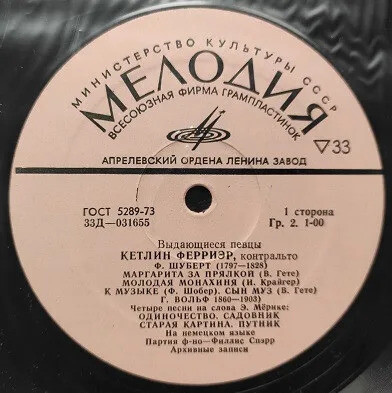 МИНИСТЕРСТВО КУЛЬТУРЫ СССР
МЕЛОДИЯ
ВСЕСОЮЗНАЯ ФИРМА ГРАМПЛАСТИНОК
▽33
АПРЕЛЕВСКИЙ ОРДЕНА ЛЕНИНА ЗАВОД
ГОСТ 5289-73
33Д—031655
1 сторона
Гр. 2. 1-00
Выдающиеся певцы
КЕТЛИН ФЕРРИЭР, контральто
Ф. ШУБЕРТ (1797—1828)
МАРГАРИТА ЗА ПРЯЛКОЙ (В. Гете)
МОЛОДАЯ МОНАХИНЯ (И. Крайгер)
К МУЗЫКЕ (Ф. Шобер). СЫН МУЗ (В. Гете)
Г. ВОЛЬФ (1860—1903)
Четыре песни на слова Э. Мёрике:
ОДИНОЧЕСТВО. САДОВНИК
СТАРАЯ КАРТИНА. ПУТНИК
На немецком языке
Партия ф-но—Филлис Спэрр
Архивные записи